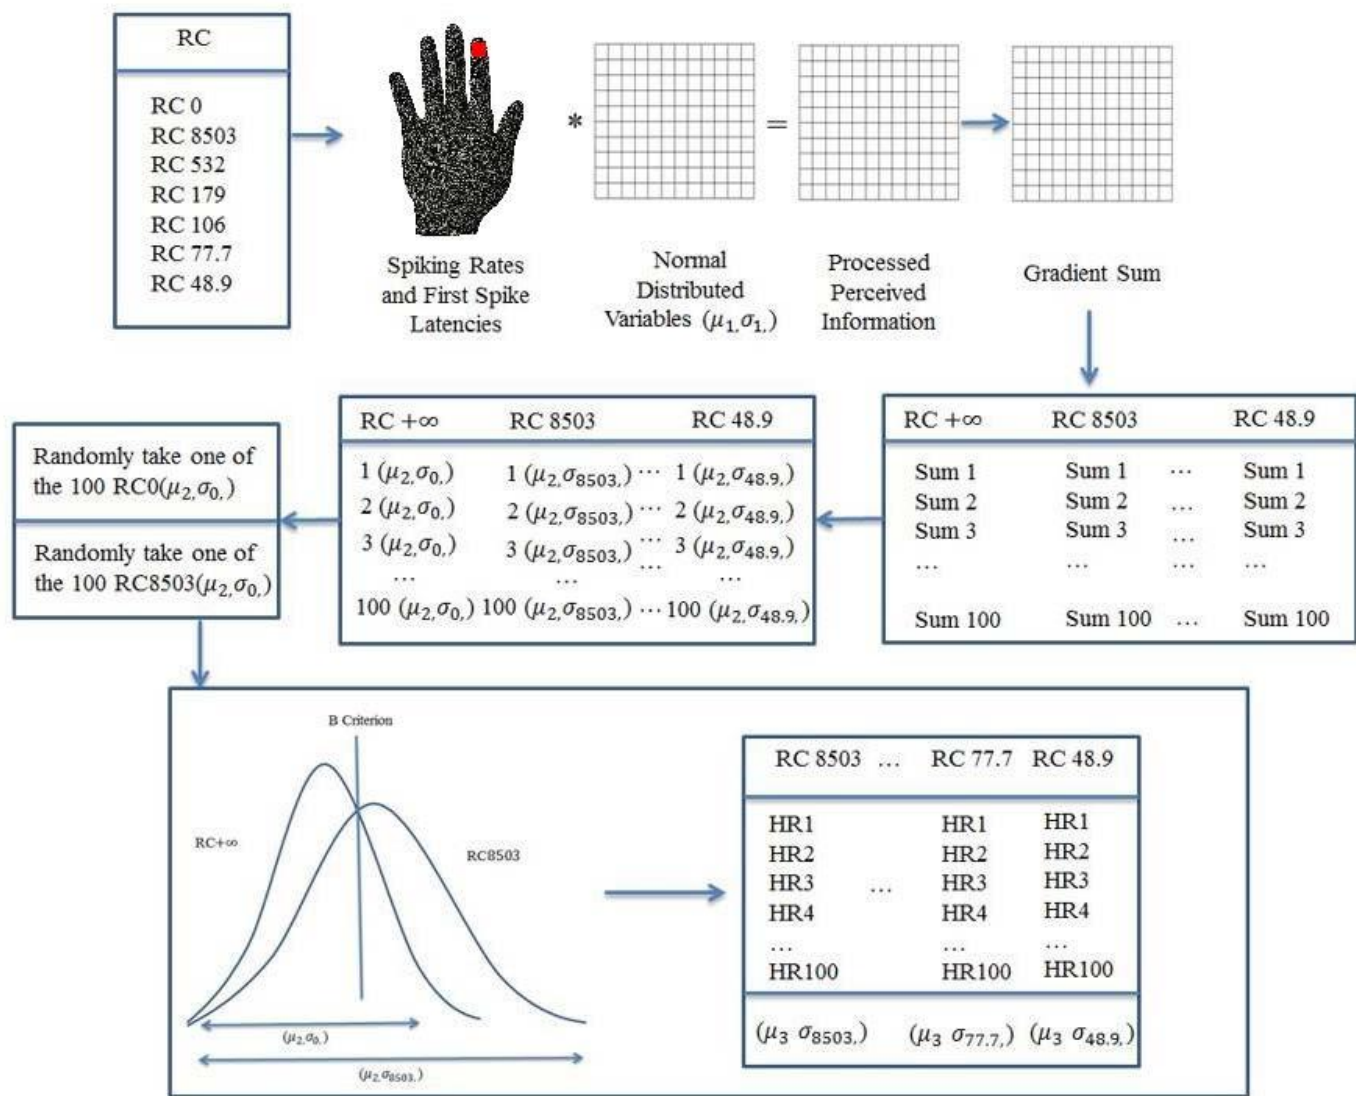 RC
RC 0
RC 8503
RC 532
RC 179
RC 106
RC 77.7
RC 48.9
*
=
Spiking Rates
and First Spike
Latencies
Normal
Distributed
Variables (μ₁,σ₁,)
Processed
Perceived
Information
Gradient Sum
RC +∞ RC 8503 RC 48.9
Sum 1 Sum 1 ... Sum 1
Sum 2 Sum 2 ... Sum 2
Sum 3 Sum 3 ... Sum 3
... ... ... ...
Sum 100 Sum 100 ... Sum 100
RC +∞ RC 8503 RC 48.9
1 (μ₂,σ₀,) 1 (μ₂,σ₈₅₀₃,) ... 1 (μ₂,σ₄₈.₉,)
2 (μ₂,σ₀,) 2 (μ₂,σ₈₅₀₃,) ... 2 (μ₂,σ₄₈.₉,)
3 (μ₂,σ₀,) 3 (μ₂,σ₈₅₀₃,) ... 3 (μ₂,σ₄₈.₉,)
... ... ... ...
100 (μ₂,σ₀,) 100 (μ₂,σ₈₅₀₃,) ... 100 (μ₂,σ₄₈.₉,)
Randomly take one of
the 100 RC0(μ₂,σ₀,)
Randomly take one of
the 100 RC8503(μ₂,σ₀,)
B Criterion
RC+∞
RC8503
(μ₂,σ₀,)
(μ₂,σ₈₅₀₃,)
RC 8503 ... RC 77.7 RC 48.9
HR1 HR1 HR1
HR2 HR2 HR2
HR3 ... HR3 HR3
HR4 HR4 HR4
... ... ...
HR100 HR100 HR100
(μ₃ σ₈₅₀₃,) (μ₃ σ₇₇.₇,) (μ₃ σ₄₈.₉,)